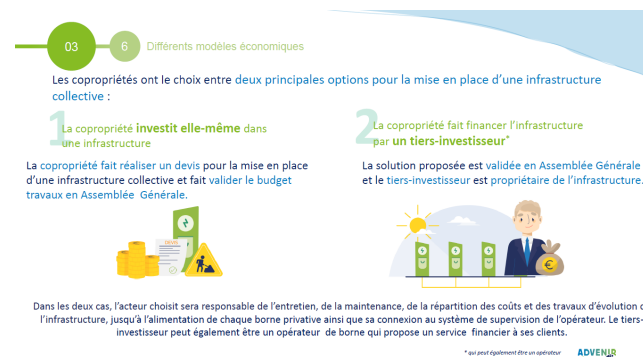 03
6
Différents modèles économiques
Les copropriétés ont le choix entre deux principales options pour la mise en place d'une infrastructure
collective :
1
La copropriété investit elle-même dans
une infrastructure
La copropriété fait réaliser un devis pour la mise en place
d'une infrastructure collective et fait valider le budget
travaux en Assemblée Générale.
2
La copropriété fait financer l'infrastructure
par un tiers-investisseur*
La solution proposée est validée en Assemblée Générale
et le tiers-investisseur est propriétaire de l'infrastructure.
Dans les deux cas, l'acteur choisit sera responsable de l'entretien, de la maintenance, de la répartition des coûts et des travaux d'évolution d
l'infrastructure, jusqu'à l'alimentation de chaque borne privative ainsi que sa connexion au système de supervision de l'opérateur. Le tiers-
investisseur peut également être un opérateur de borne qui propose un service financier à ses clients.
* qui peut également être un opérateur
ADVENIR